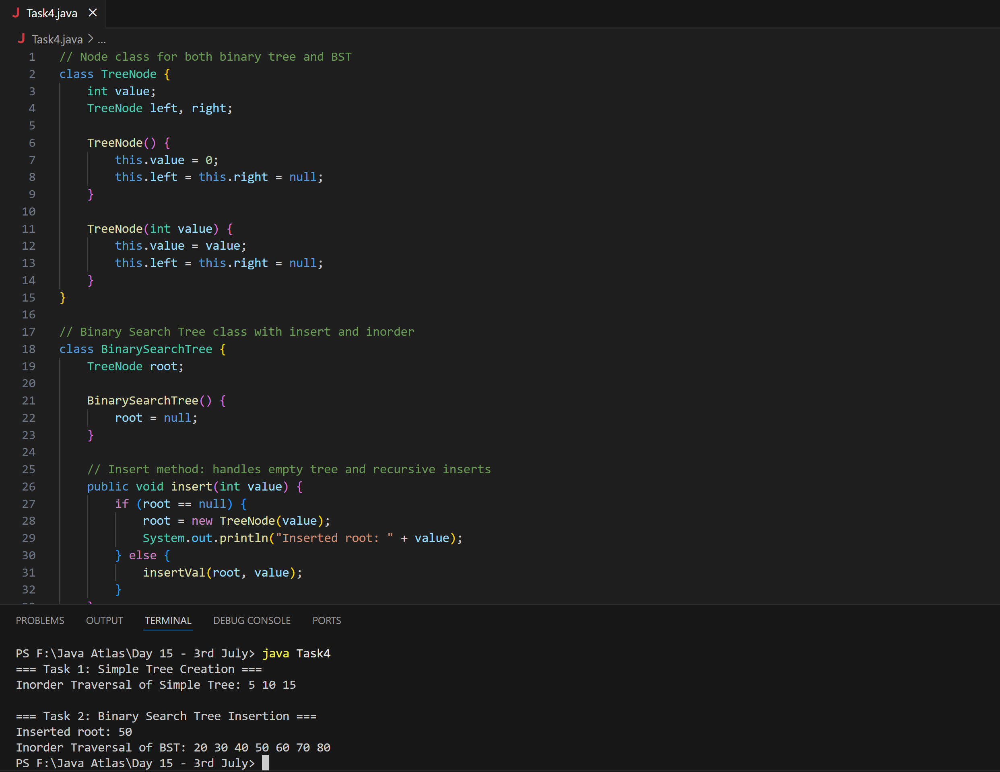 J Task4.java ×
J Task4.java > ...
1 // Node class for both binary tree and BST
2 class TreeNode {
3     int value;
4     TreeNode left, right;
5
6     TreeNode() {
7         this.value = 0;
8         this.left = this.right = null;
9     }
10
11     TreeNode(int value) {
12         this.value = value;
13         this.left = this.right = null;
14     }
15 }
16
17 // Binary Search Tree class with insert and inorder
18 class BinarySearchTree {
19     TreeNode root;
20
21     BinarySearchTree() {
22         root = null;
23     }
24
25     // Insert method: handles empty tree and recursive inserts
26     public void insert(int value) {
27         if (root == null) {
28             root = new TreeNode(value);
29             System.out.println("Inserted root: " + value);
30         } else {
31             insertVal(root, value);
32         }
PROBLEMS OUTPUT TERMINAL DEBUG CONSOLE PORTS
PS F:\Java Atlas\Day 15 - 3rd July> java Task4
=== Task 1: Simple Tree Creation ===
Inorder Traversal of Simple Tree: 5 10 15
=== Task 2: Binary Search Tree Insertion ===
Inserted root: 50
Inorder Traversal of BST: 20 30 40 50 60 70 80
PS F:\Java Atlas\Day 15 - 3rd July>